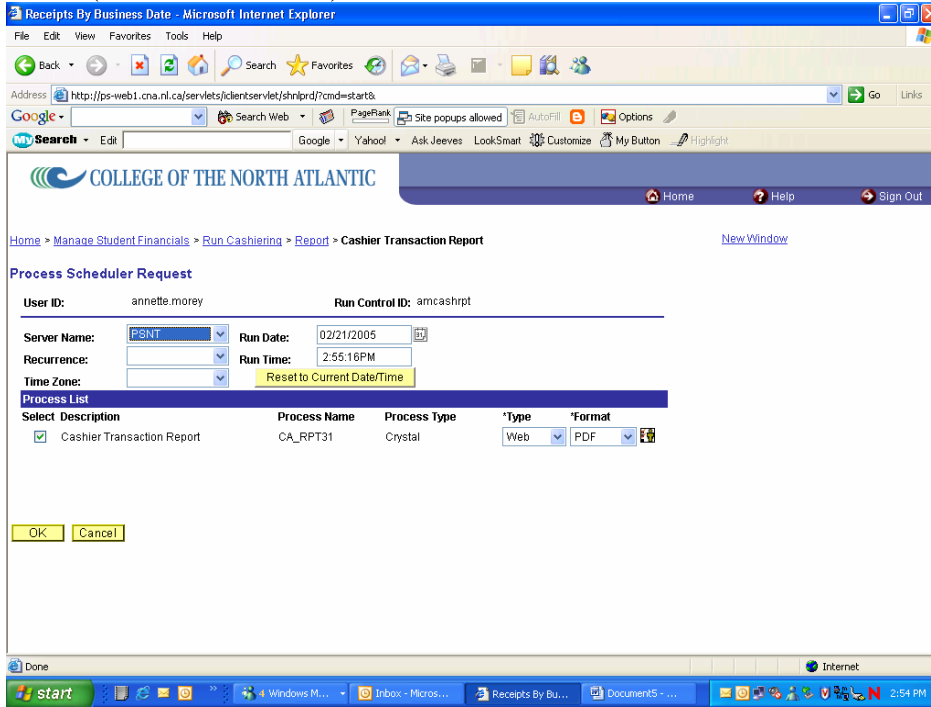 Receipts By Business Date - Microsoft Internet Explorer
File Edit View Favorites Tools Help
Back Search Favorites
Address http://ps-web1.cna.nl.ca/servlets/iclientservlet/shnlprd/?cmd=start& Go Links
Google Search Web PageRank Site popups allowed AutoFill Options
My Search Edit Google Yahoo! Ask Jeeves LookSmart Customize My Button Highlight
COLLEGE OF THE NORTH ATLANTIC
Home Help Sign Out
Home > Manage Student Financials > Run Cashiering > Report > Cashier Transaction Report New Window
Process Scheduler Request
User ID: annette.morey Run Control ID: amcashrpt
Server Name: PSNT Run Date: 02/21/2005
Recurrence: Run Time: 2:55:16PM
Time Zone: Reset to Current Date/Time
Process List
Select Description Process Name Process Type *Type *Format
Cashier Transaction Report CA_RPT31 Crystal Web PDF
OK Cancel
Done Internet
start 4 Windows M... Inbox - Micros... Receipts By Bu... Document5 - ... 2:54 PM